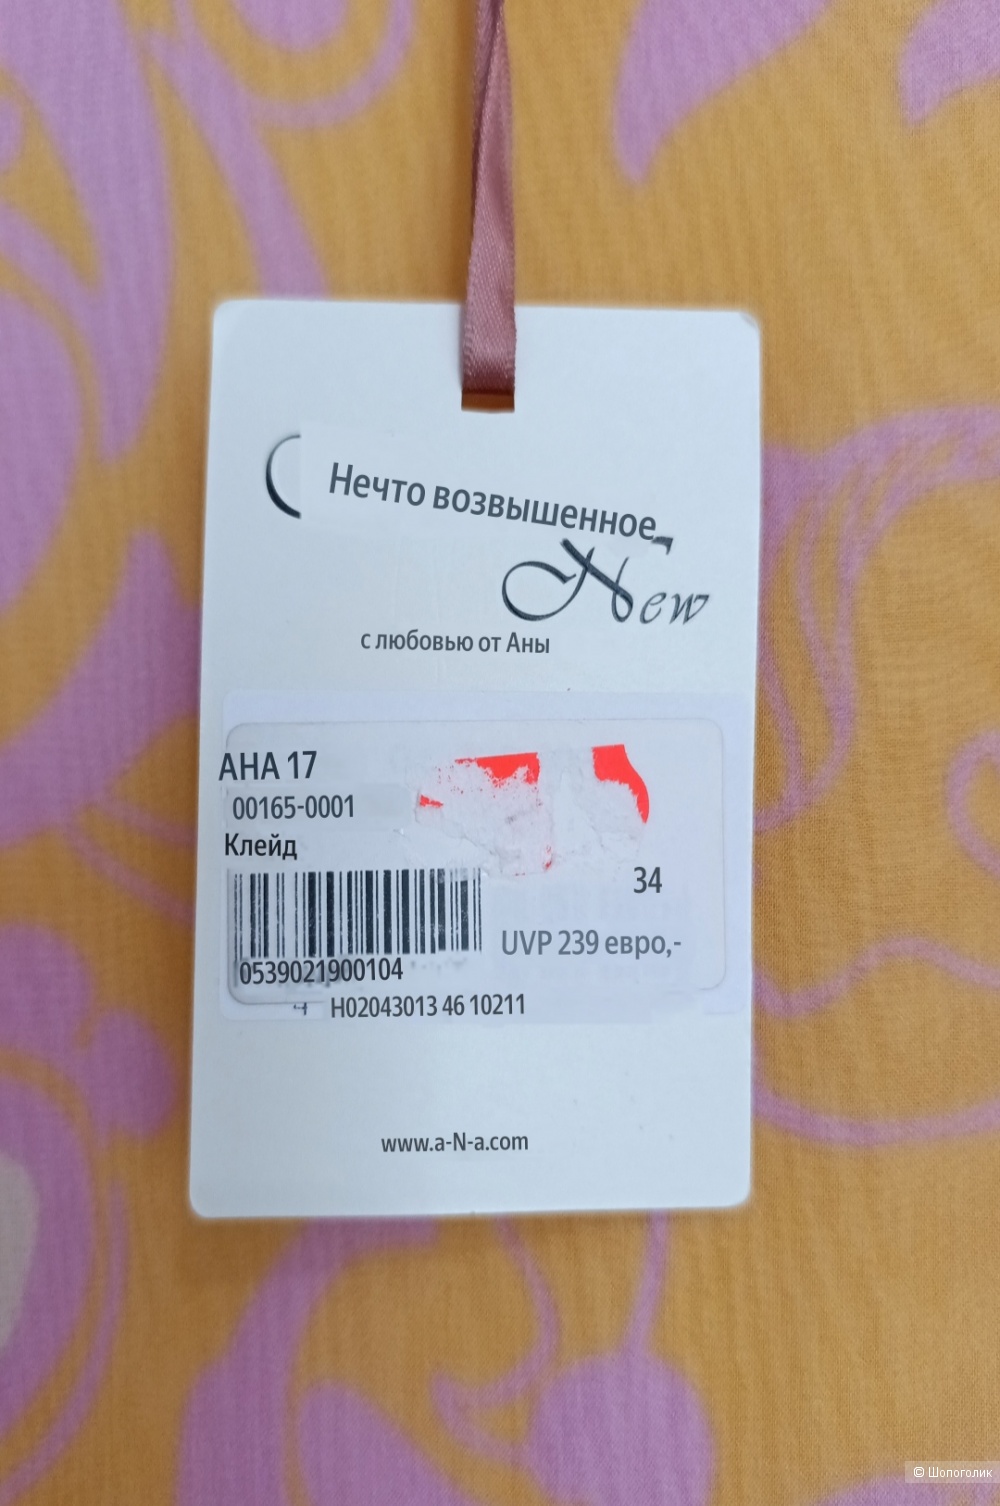 Нечто возвышенное
New
с любовью от Аны
АНА 17
00165-0001
Клейд
34
UVP 239 евро,-
0539021900104
H02043013 46 10211
www.a-N-a.com
© Шопоголик